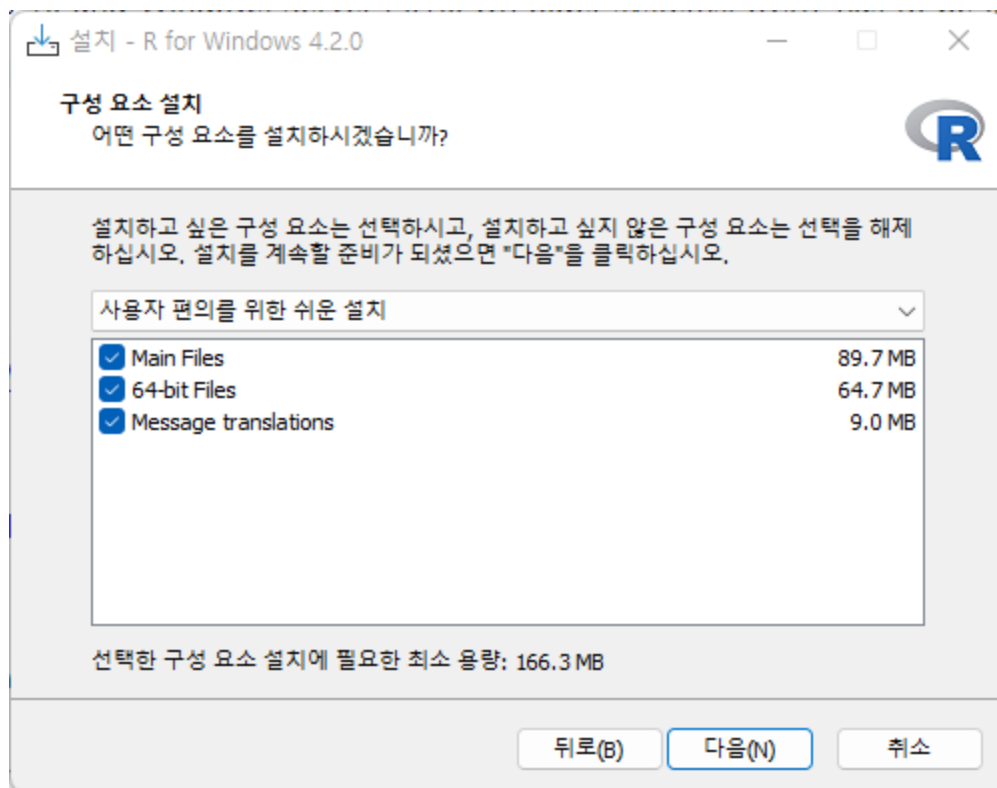 설치 - R for Windows 4.2.0
구성 요소 설치
어떤 구성 요소를 설치하시겠습니까?
R
설치하고 싶은 구성 요소는 선택하시고, 설치하고 싶지 않은 구성 요소는 선택을 해제
하십시오. 설치를 계속할 준비가 되셨으면 "다음"을 클릭하십시오.
사용자 편의를 위한 쉬운 설치
Main Files 89.7 MB
64-bit Files 64.7 MB
Message translations 9.0 MB
선택한 구성 요소 설치에 필요한 최소 용량: 166.3 MB
뒤로(B) 다음(N) 취소